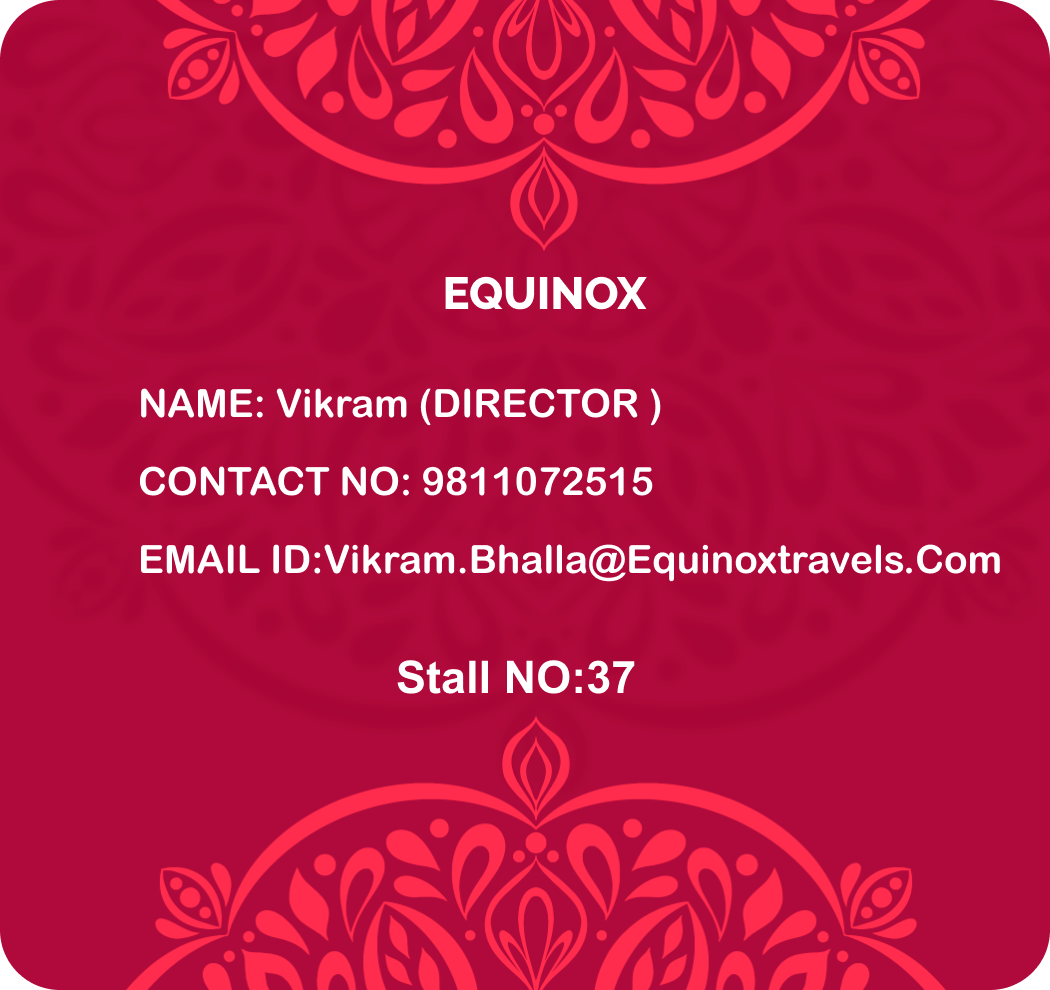 EQUINOX
NAME: Vikram (DIRECTOR )
CONTACT NO: 9811072515
EMAIL ID:Vikram.Bhalla@Equinoxtravels.Com
Stall NO:37